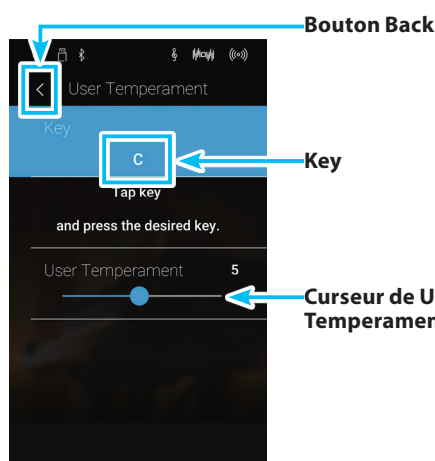 Bouton Back
User Temperament
Key
C
Key
Tap key
and press the desired key.
User Temperament 5
Curseur de U
Temperamen